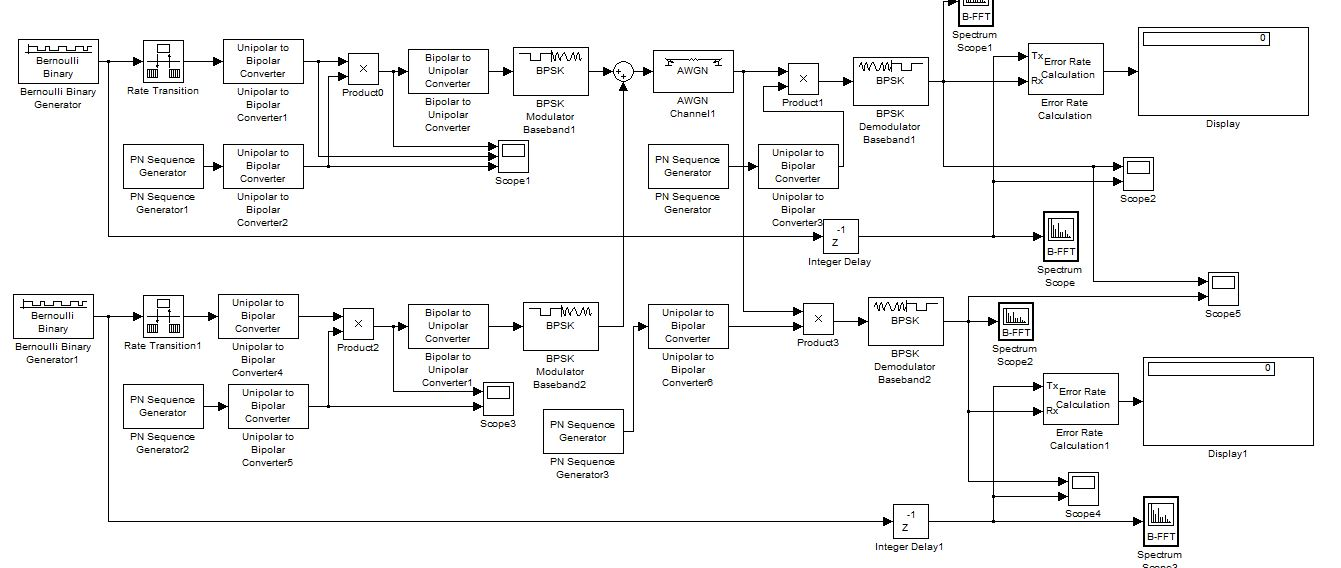 B-FFT
Spectrum
Scope1
Bernoulli
Binary
Bernoulli Binary
Generator
Rate Transition
Unipolar to
Bipolar
Converter
Unipolar to
Bipolar
Converter1
×
Product0
Bipolar to
Unipolar
Converter
Bipolar to
Unipolar
Converter
BPSK
BPSK
Modulator
Baseband1
+
+
AWGN
AWGN
Channel1
×
Product1
BPSK
BPSK
Demodulator
Baseband1
Tx
Rx
Error Rate
Calculation
Error Rate
Calculation
0
Display
PN Sequence
Generator
PN Sequence
Generator1
Unipolar to
Bipolar
Converter
Unipolar to
Bipolar
Converter2
Scope1
PN Sequence
Generator
PN Sequence
Generator
Unipolar to
Bipolar
Converter
Unipolar to
Bipolar
Converter3
Scope2
-1
Z
Integer Delay
B-FFT
Spectrum
Scope
Scope5
Bernoulli
Binary
Bernoulli Binary
Generator1
Rate Transition1
Unipolar to
Bipolar
Converter
Unipolar to
Bipolar
Converter4
×
Product2
Bipolar to
Unipolar
Converter
Bipolar to
Unipolar
Converter1
BPSK
BPSK
Modulator
Baseband2
Unipolar to
Bipolar
Converter
Unipolar to
Bipolar
Converter6
×
Product3
BPSK
BPSK
Demodulator
Baseband2
B-FFT
Spectrum
Scope2
Tx
Rx
Error Rate
Calculation
Error Rate
Calculation1
0
Display1
PN Sequence
Generator
PN Sequence
Generator2
Unipolar to
Bipolar
Converter
Unipolar to
Bipolar
Converter5
Scope3
PN Sequence
Generator
PN Sequence
Generator3
Scope4
-1
Z
Integer Delay1
B-FFT
Spectrum
Scope3